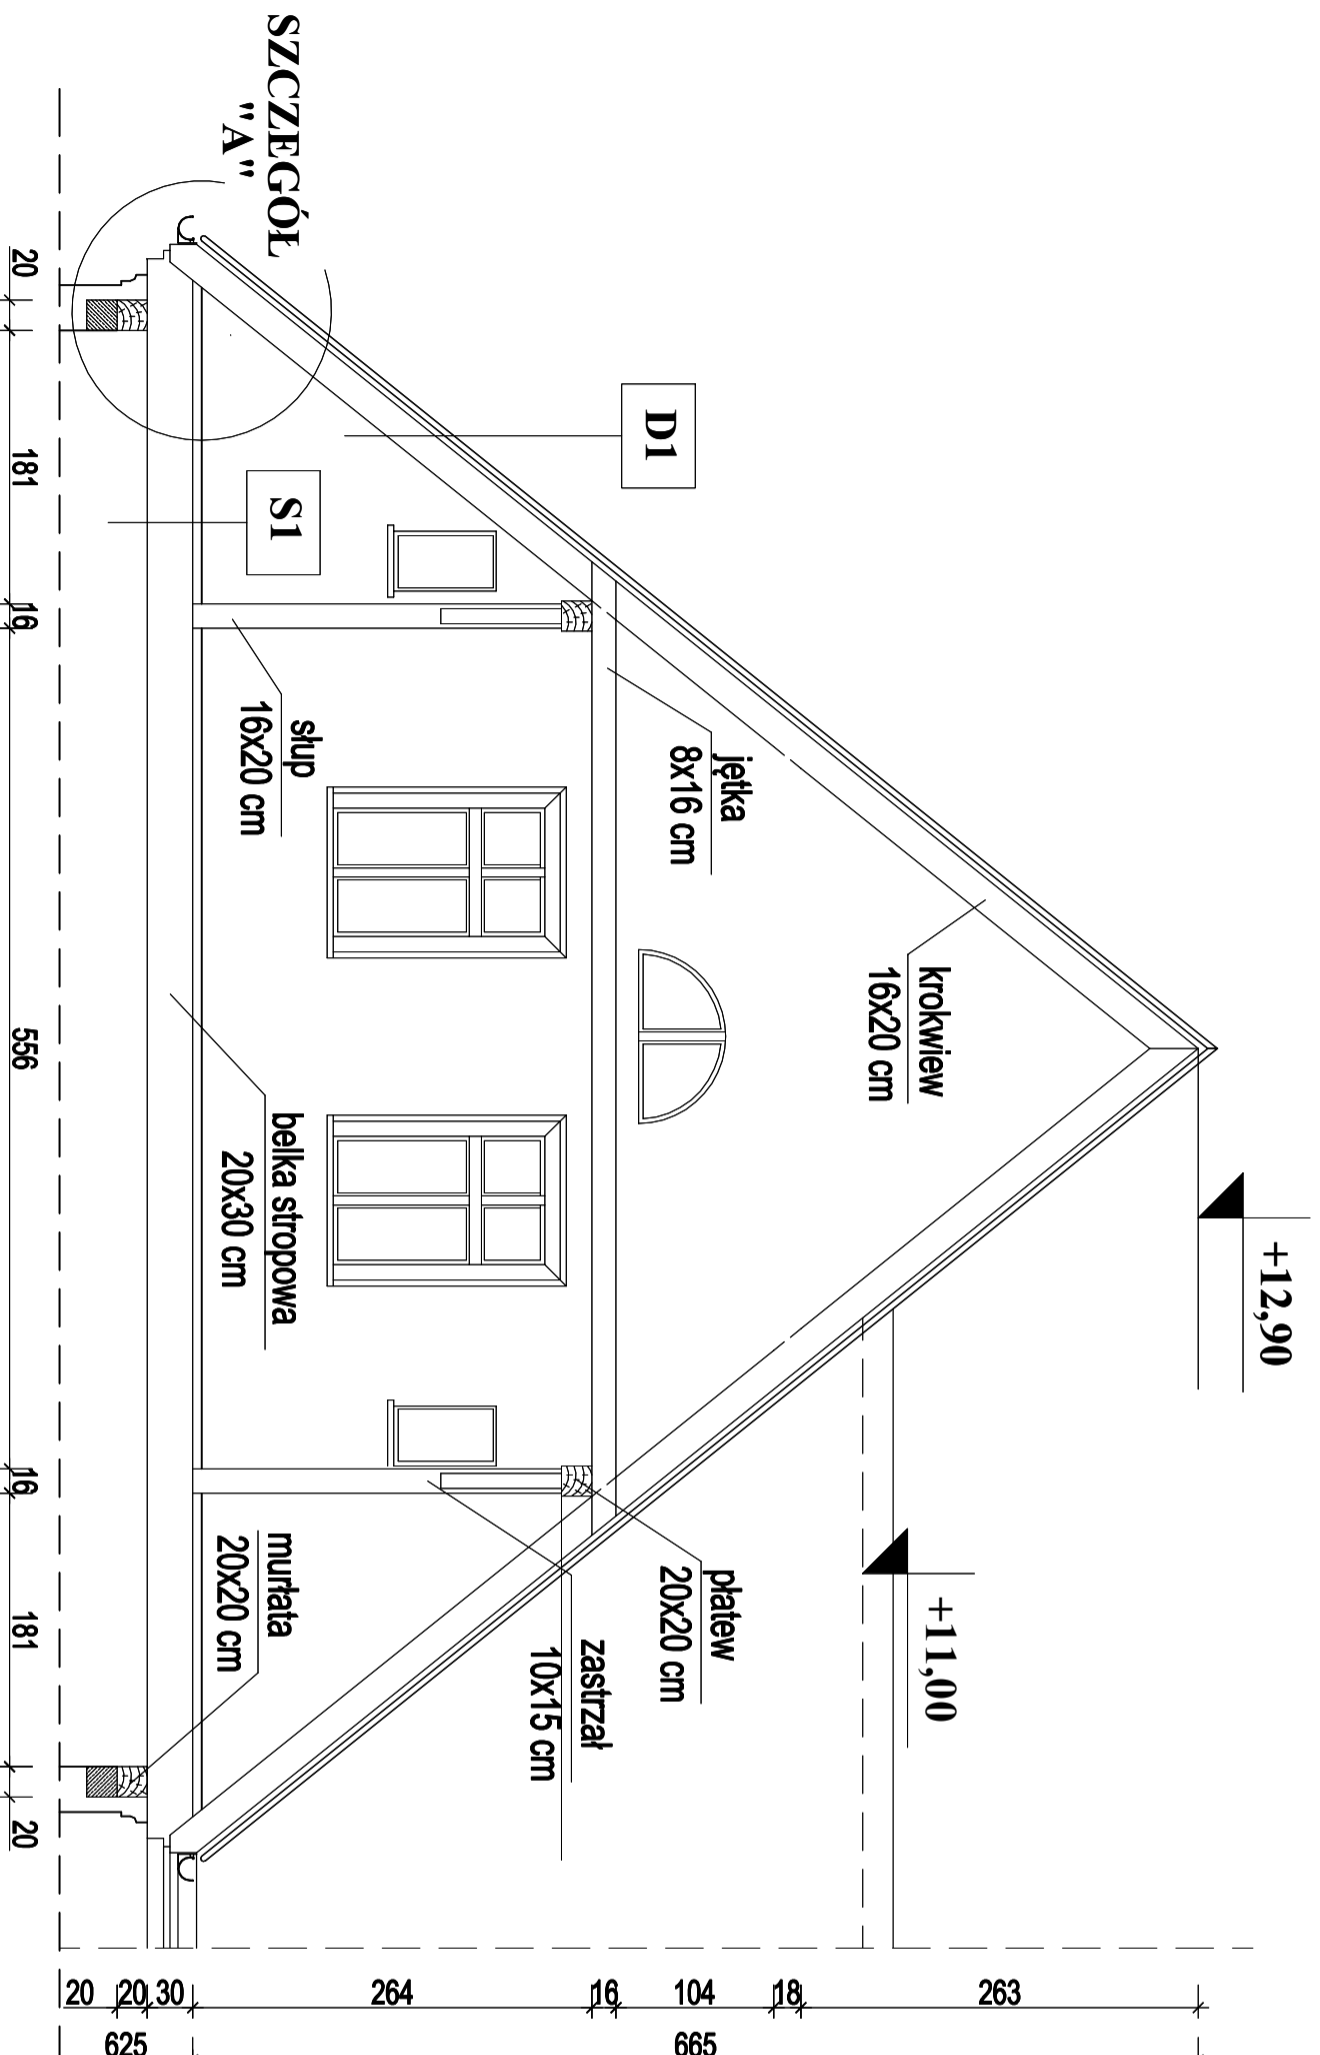 +12,90
+11,00
krokwiew
16x20 cm
jętka
8x16 cm
płatew
20x20 cm
zastrzał
10x15 cm
D1
SZCZEGÓŁ
"A"
S1
słup
16x20 cm
belka stropowa
20x30 cm
murłata
20x20 cm
20 181 16 556 16 181 20
263
18
104
16
264
30
20
20
665
625